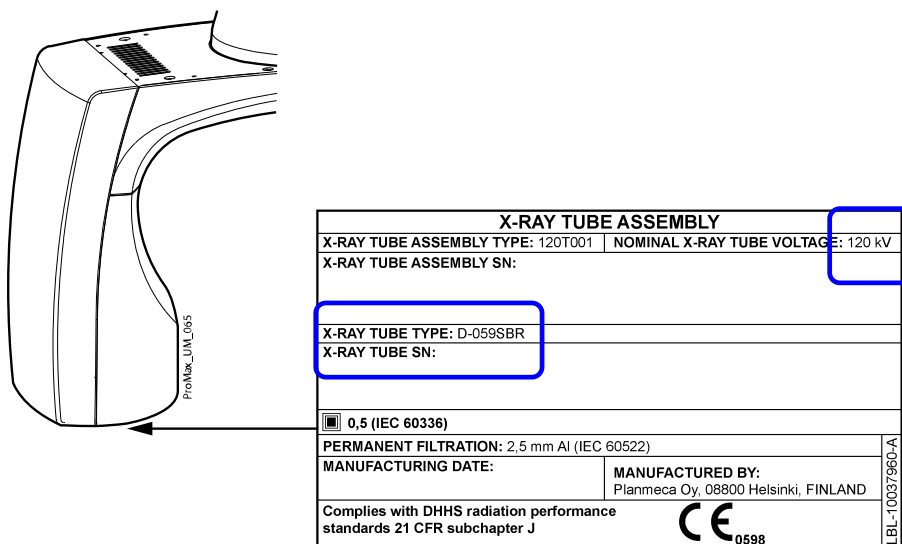 X-RAY TUBE ASSEMBLY
X-RAY TUBE ASSEMBLY TYPE: 120T001 NOMINAL X-RAY TUBE VOLTAGE: 120 kV
X-RAY TUBE ASSEMBLY SN:
X-RAY TUBE TYPE: D-059SBR
X-RAY TUBE SN:
0,5 (IEC 60336)
PERMANENT FILTRATION: 2,5 mm Al (IEC 60522)
MANUFACTURING DATE:
MANUFACTURED BY:
Planmeca Oy, 08800 Helsinki, FINLAND
Complies with DHHS radiation performance
standards 21 CFR subchapter J
CE 0598
LBL-10037960-A
ProMax_UM_065